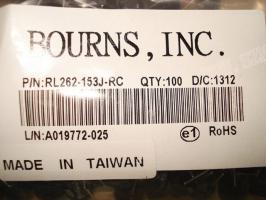 BOURNS, INC.
P/N:RL262-153J-RC QTY:100 D/C:1312
L/N:A019772-025 e1 RoHS
MADE IN TAIWAN